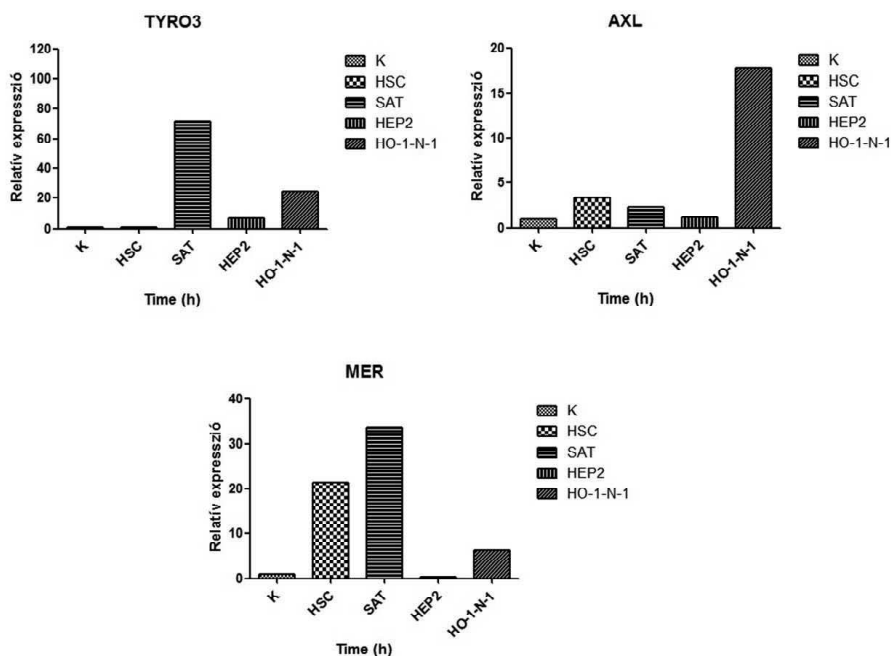 TYRO3
Relatív expresszió
120
100
80
60
40
20
0
K
HSC
SAT
HEP2
HO-1-N-1
Time (h)
K
HSC
SAT
HEP2
HO-1-N-1
AXL
Relatív expresszió
20
15
10
5
0
K
HSC
SAT
HEP2
HO-1-N-1
Time (h)
K
HSC
SAT
HEP2
HO-1-N-1
MER
Relatív expresszió
40
30
20
10
0
K
HSC
SAT
HEP2
HO-1-N-1
Time (h)
K
HSC
SAT
HEP2
HO-1-N-1